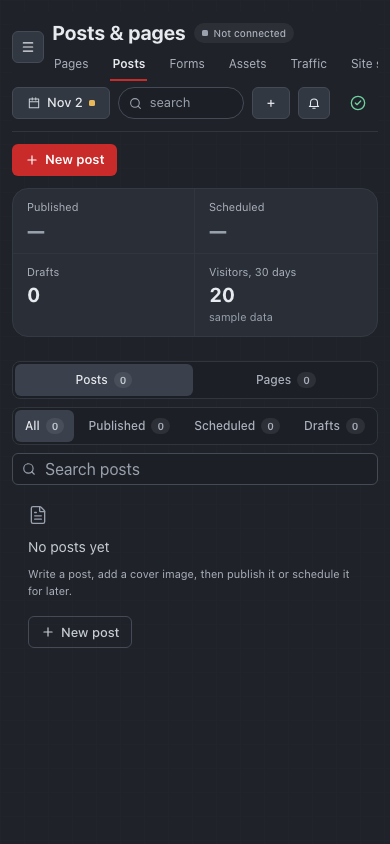 Posts & pages
Not connected
Pages Posts Forms Assets Traffic Site s
Nov 2 search
+ New post
Published
—
Scheduled
—
Drafts
0
Visitors, 30 days
20
sample data
Posts 0 Pages 0
All 0 Published 0 Scheduled 0 Drafts 0
Search posts
No posts yet
Write a post, add a cover image, then publish it or schedule it
for later.
+ New post